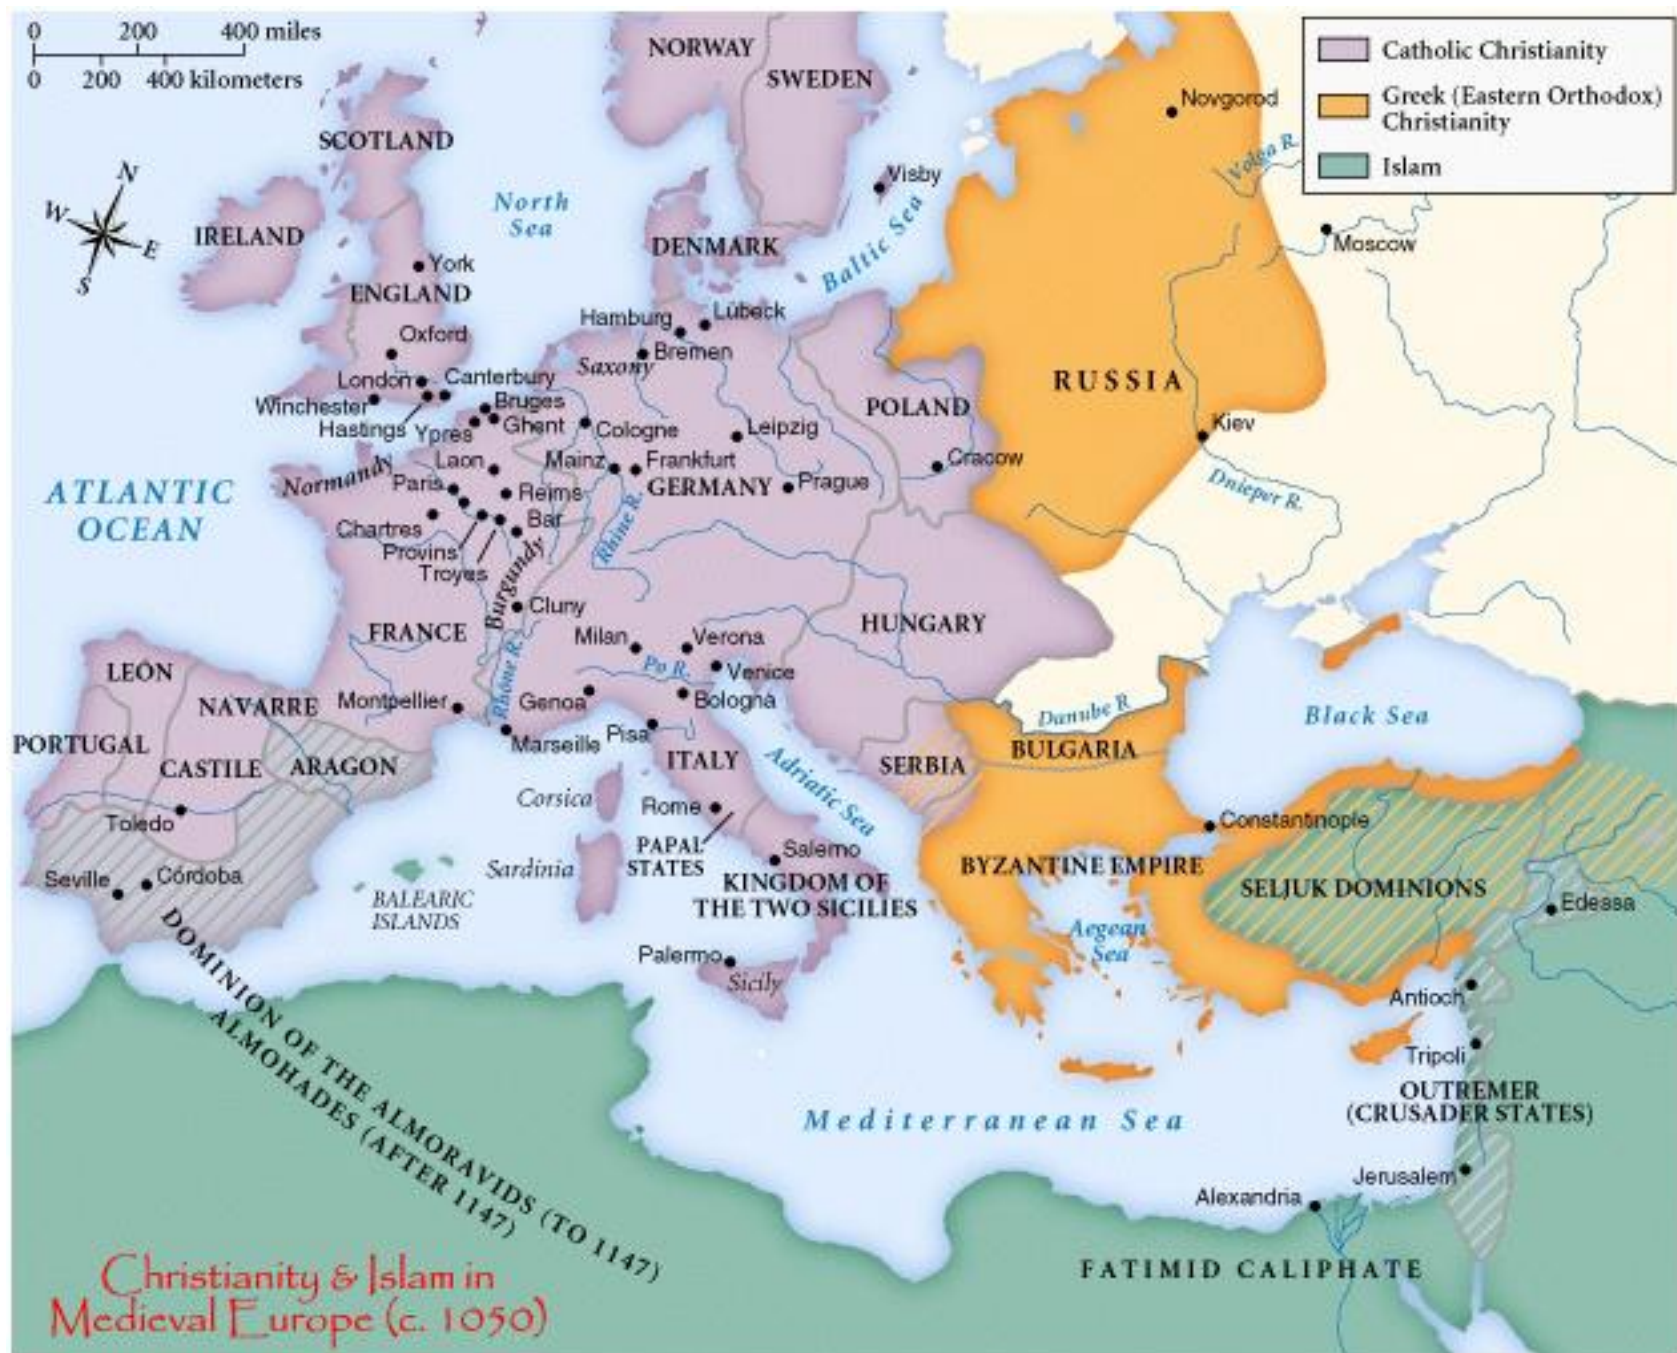 0 200 400 miles
0 200 400 kilometers
N
W
E
S
Catholic Christianity
Greek (Eastern Orthodox)
Christianity
Islam
NORWAY
SWEDEN
Novgorod
Volga R.
SCOTLAND
North
Sea
Visby
IRELAND
DENMARK
Baltic Sea
Moscow
York
ENGLAND
Hamburg
Lübeck
Oxford
Bremen
Saxony
London
Canterbury
RUSSIA
Winchester
Bruges
POLAND
Hastings
Ypres
Ghent
Cologne
Leipzig
Kiev
Laon
Mainz
Frankfurt
Cracow
Normandy
Paris
Reims
GERMANY
Prague
Dnieper R.
ATLANTIC
OCEAN
Chartres
Bar
Rhine R.
Provins
Troyes
Burgundy
Cluny
FRANCE
Milan
Verona
HUNGARY
LEÓN
Po R.
Venice
NAVARRE
Montpellier
Rhône R.
Genoa
Bologna
Danube R
Black Sea
PORTUGAL
Marseille
Pisa
BULGARIA
CASTILE
ARAGON
ITALY
Adriatic Sea
SERBIA
Corsica
Rome
Toledo
Constantinople
PAPAL
STATES
Salerno
Seville
Córdoba
Sardinia
BYZANTINE EMPIRE
SELJUK DOMINIONS
BALEARIC
ISLANDS
KINGDOM OF
THE TWO SICILIES
Edessa
Aegean
Sea
Palermo
Sicily
Antioch
DOMINION OF THE ALMORAVIDS (TO 1147)
ALMOHADES (AFTER 1147)
Tripoli
OUTREMER
(CRUSADER STATES)
Mediterranean Sea
Jerusalem
Alexandria
FATIMID CALIPHATE
Christianity & Islam in
Medieval Europe (c. 1050)